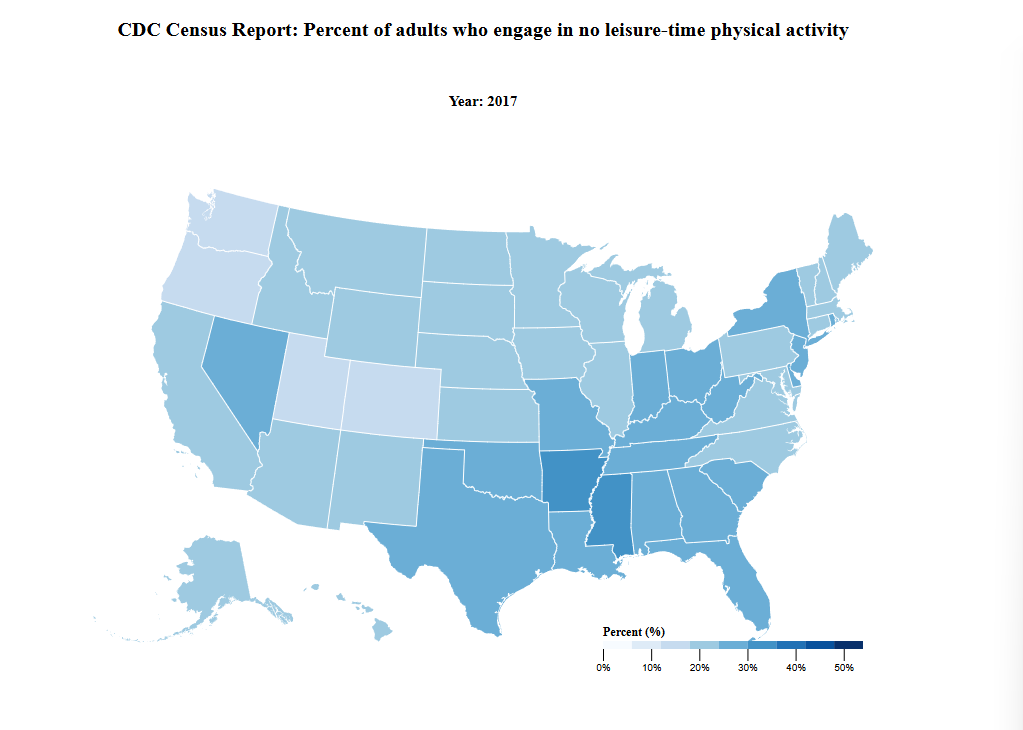 CDC Census Report: Percent of adults who engage in no leisure-time physical activity
Year: 2017
Percent (%)
0% 10% 20% 30% 40% 50%